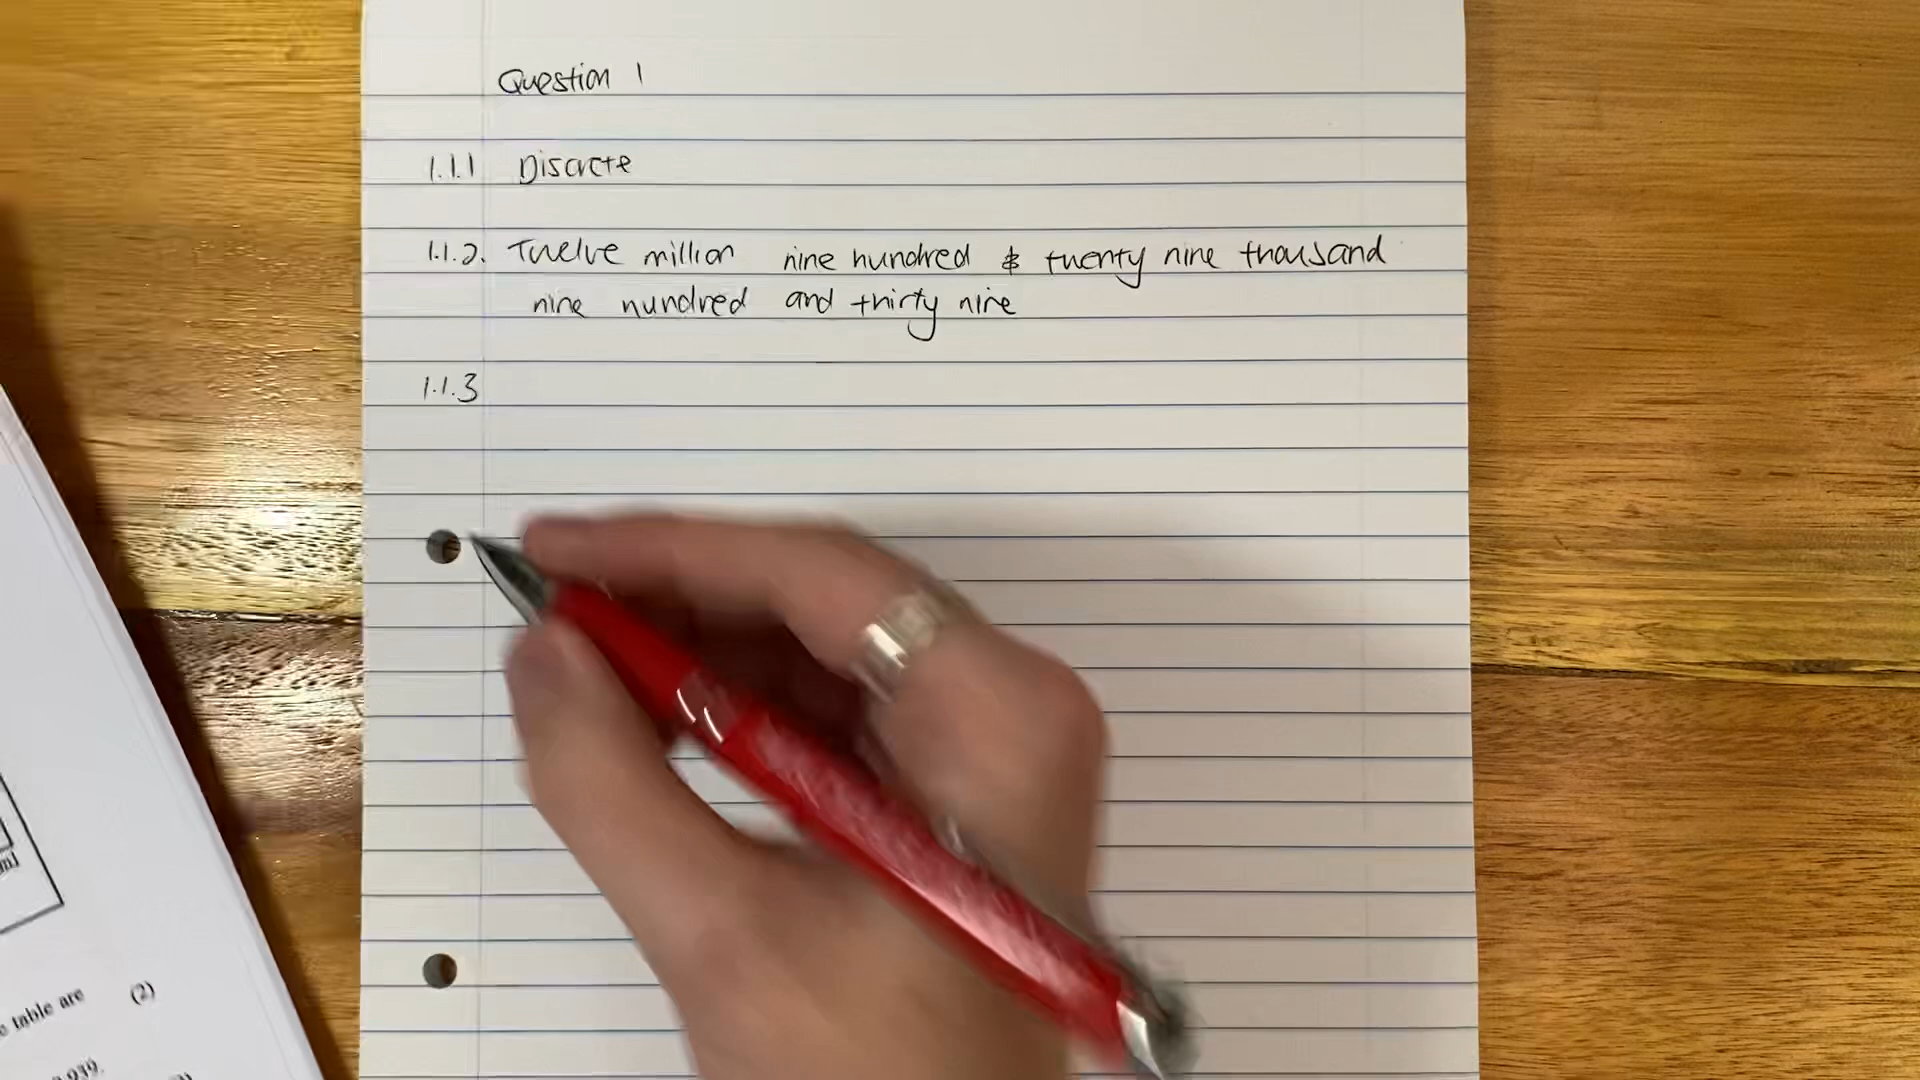 Question 1
1.1.1 Discrete
1.1.2. Twelve million nine hundred & twenty nine thousand
nine hundred and thirty nine
1.1.3
table are (2)
939.